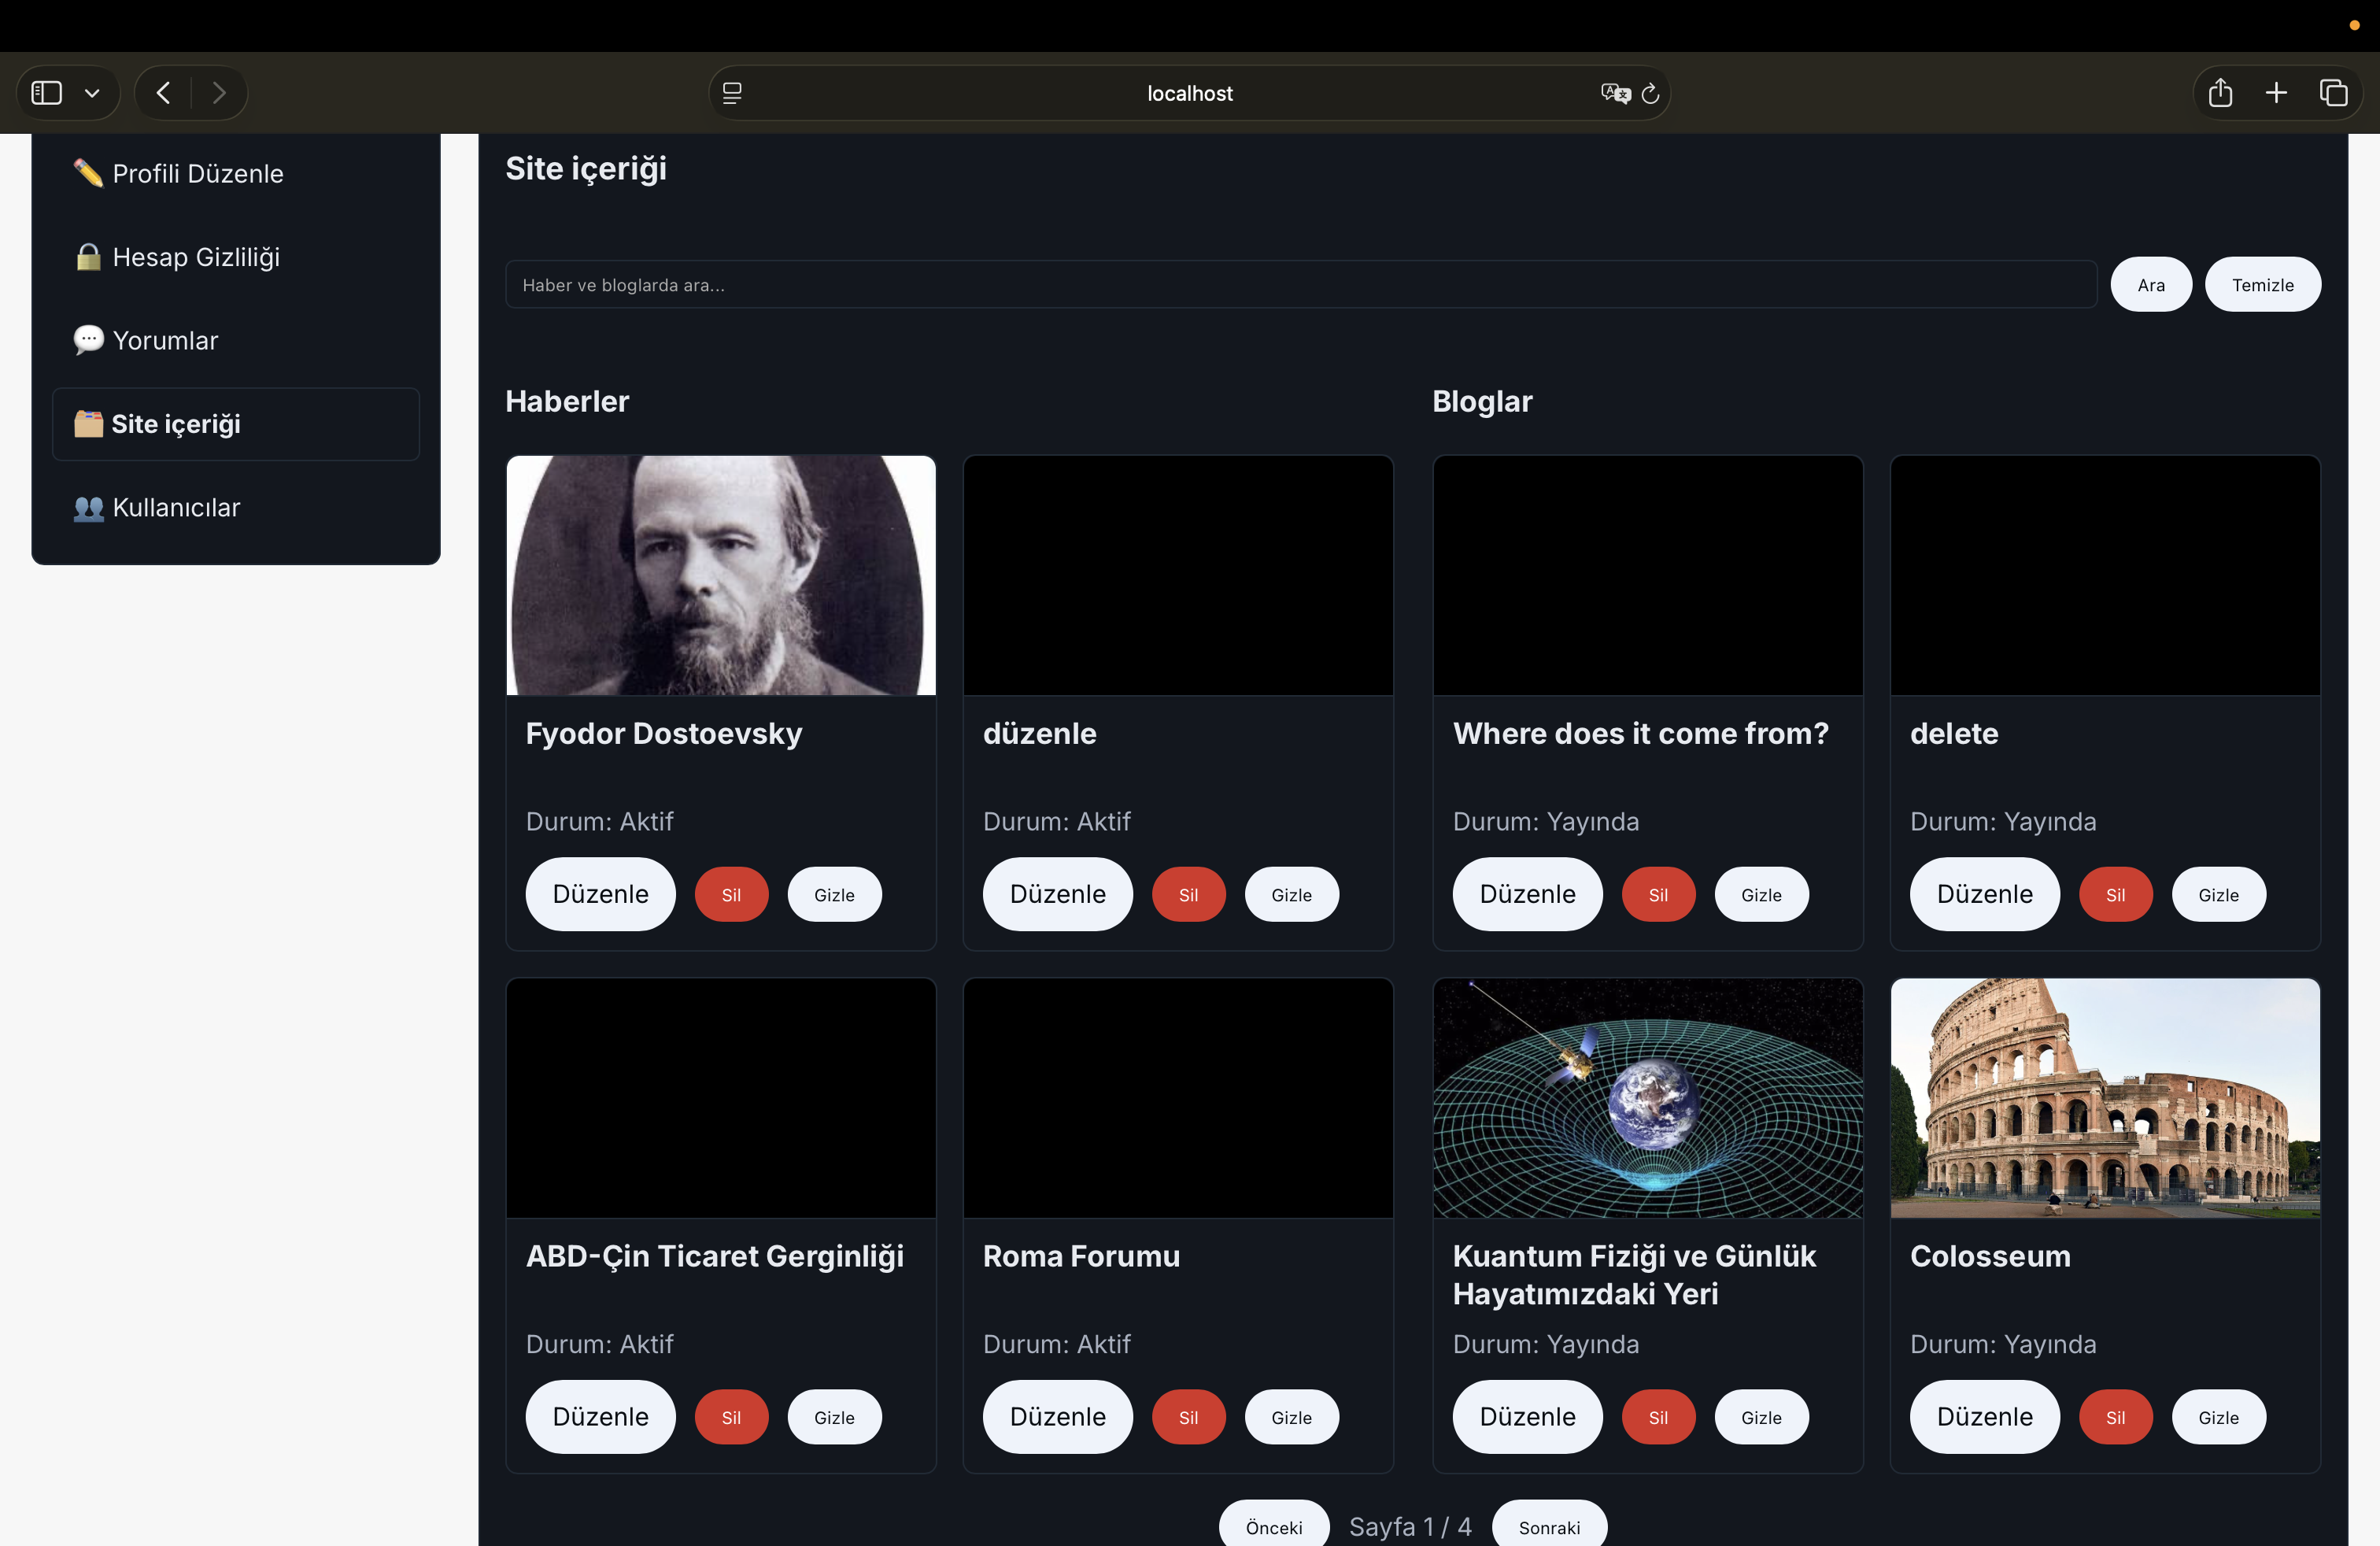 localhost
✏️ Profili Düzenle
🔒 Hesap Gizliliği
💬 Yorumlar
🗂️ Site içeriği
👥 Kullanıcılar
Site içeriği
Haber ve bloglarda ara...
Ara
Temizle
Haberler
Fyodor Dostoevsky
Durum: Aktif
Düzenle Sil Gizle
düzenle
Durum: Aktif
Düzenle Sil Gizle
ABD-Çin Ticaret Gerginliği
Durum: Aktif
Düzenle Sil Gizle
Roma Forumu
Durum: Aktif
Düzenle Sil Gizle
Bloglar
Where does it come from?
Durum: Yayında
Düzenle Sil Gizle
delete
Durum: Yayında
Düzenle Sil Gizle
Kuantum Fiziği ve Günlük
Hayatımızdaki Yeri
Durum: Yayında
Düzenle Sil Gizle
Colosseum
Durum: Yayında
Düzenle Sil Gizle
Önceki Sayfa 1 / 4 Sonraki